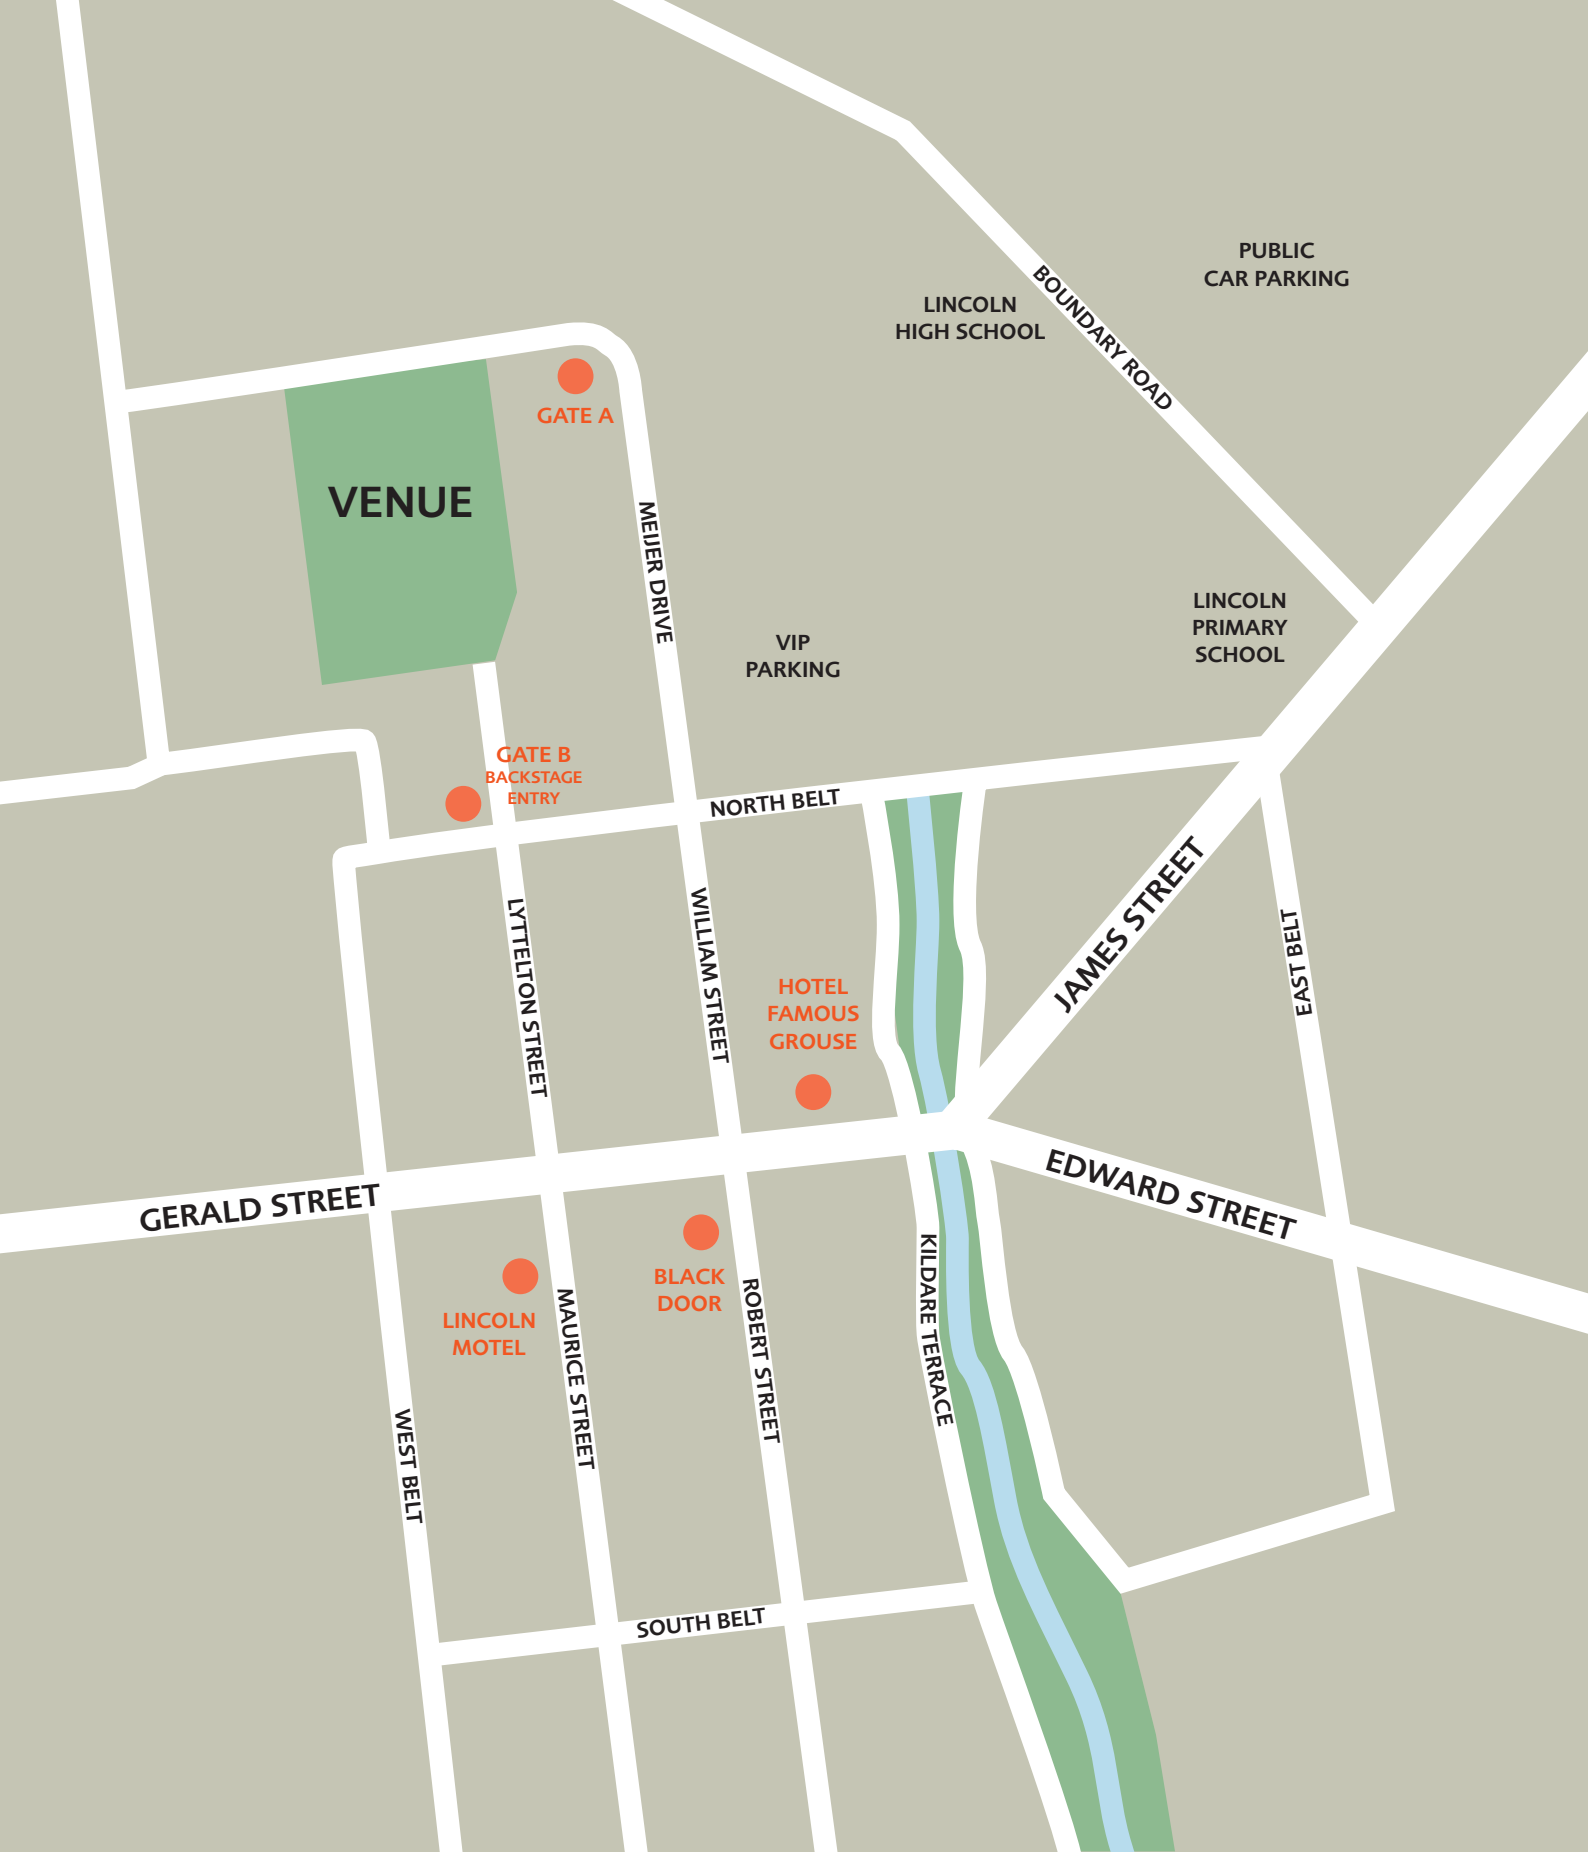 PUBLIC
CAR PARKING
LINCOLN
HIGH SCHOOL
BOUNDARY ROAD
GATE A
VENUE
MEIJER DRIVE
LINCOLN
PRIMARY
SCHOOL
VIP
PARKING
GATE B
BACKSTAGE
ENTRY
NORTH BELT
JAMES STREET
LYTTELTON STREET
WILLIAM STREET
EAST BELT
HOTEL
FAMOUS
GROUSE
EDWARD STREET
GERALD STREET
KILDARE TERRACE
BLACK
DOOR
ROBERT STREET
LINCOLN
MOTEL
MAURICE STREET
WEST BELT
SOUTH BELT